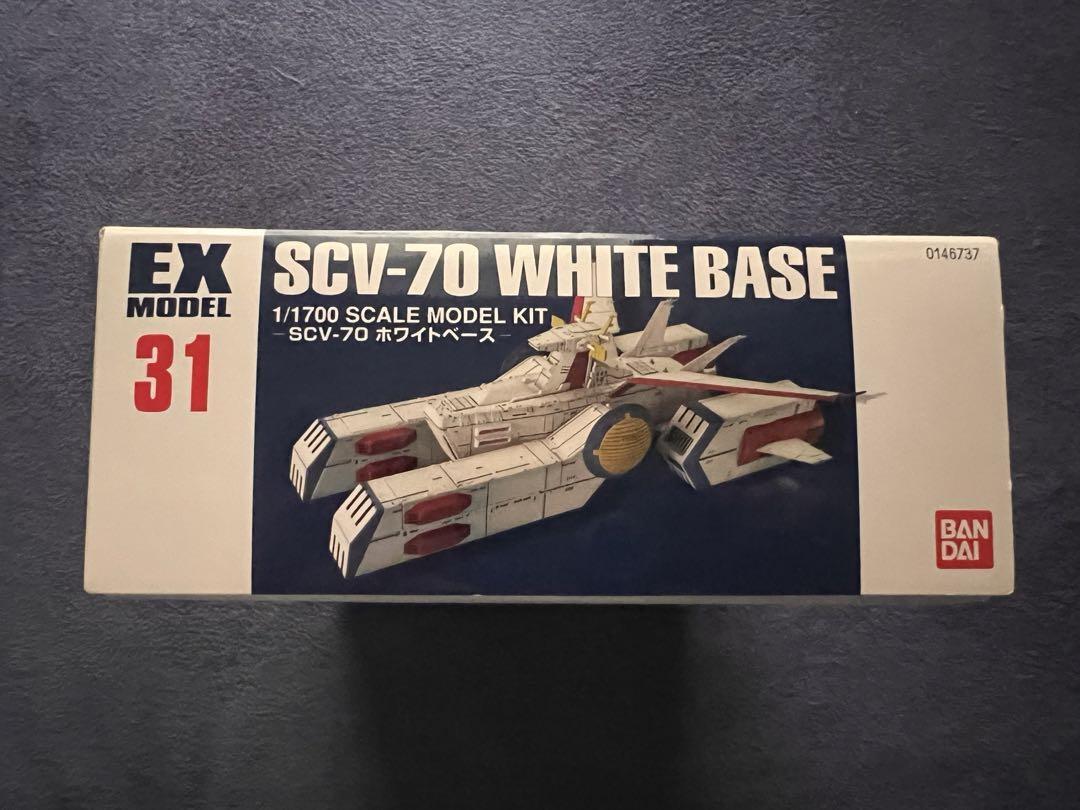 EX
MODEL
31
SCV-70 WHITE BASE
1/1700 SCALE MODEL KIT
-SCV-70 ホワイトベース-
0146737
BAN
DAI